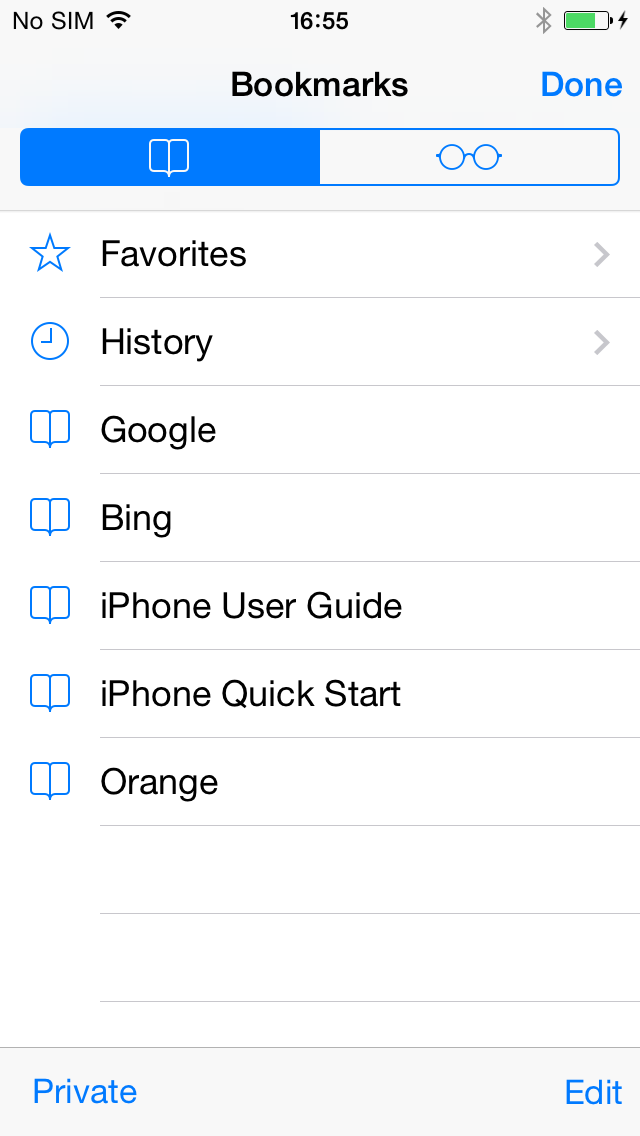 No SIM 16:55
Bookmarks Done
Favorites
History
Google
Bing
iPhone User Guide
iPhone Quick Start
Orange
Private Edit